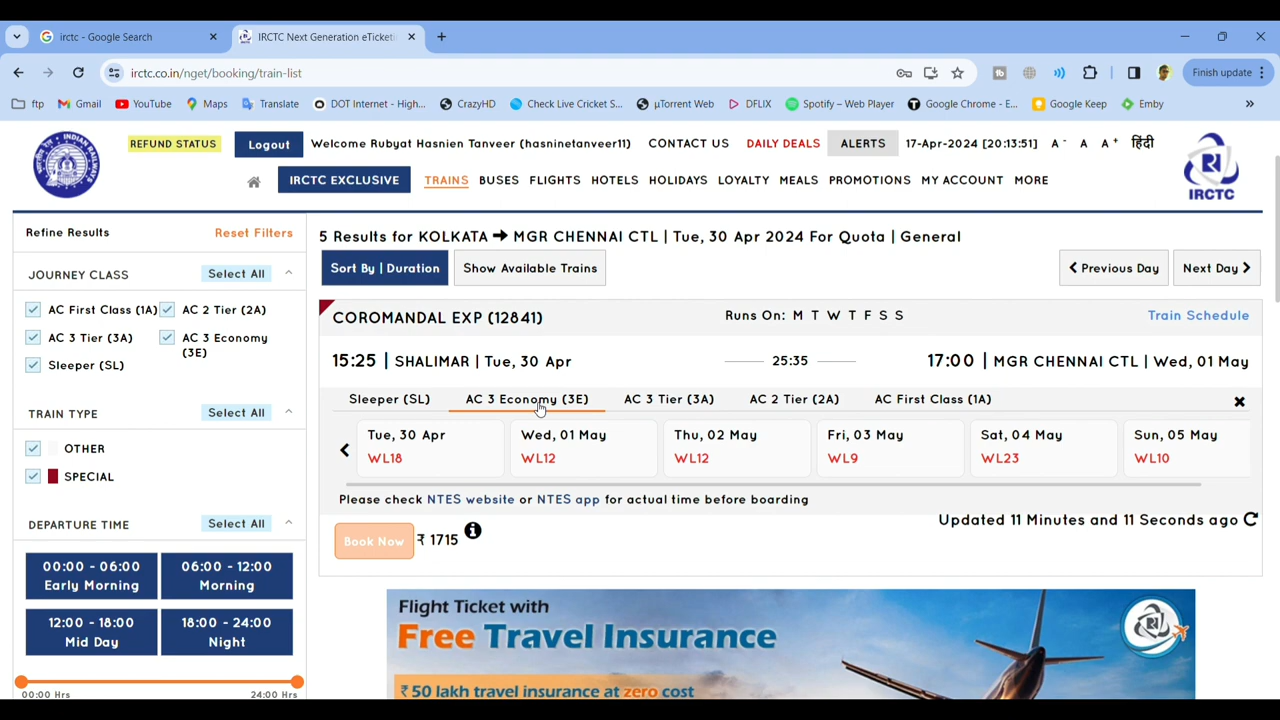 irctc - Google Search
IRCTC Next Generation eTicketi
irctc.co.in/nget/booking/train-list
Finish update
ftp Gmail YouTube Maps Translate DOT Internet - High... CrazyHD Check Live Cricket S... µTorrent Web DFLIX Spotify – Web Player Google Chrome - E... Google Keep Emby »
REFUND STATUS Logout Welcome Rubyat Hasnien Tanveer (hasninetanveer11) CONTACT US DAILY DEALS ALERTS 17-Apr-2024 [20:13:51] A - A A + हिंदी
IRCTC EXCLUSIVE TRAINS BUSES FLIGHTS HOTELS HOLIDAYS LOYALTY MEALS PROMOTIONS MY ACCOUNT MORE
IRCTC
Refine Results Reset Filters
JOURNEY CLASS Select All
AC First Class (1A) AC 2 Tier (2A)
AC 3 Tier (3A) AC 3 Economy (3E)
Sleeper (SL)
TRAIN TYPE Select All
OTHER
SPECIAL
DEPARTURE TIME Select All
00:00 - 06:00 Early Morning
06:00 - 12:00 Morning
12:00 - 18:00 Mid Day
18:00 - 24:00 Night
00:00 Hrs 24:00 Hrs
5 Results for KOLKATA ➔ MGR CHENNAI CTL | Tue, 30 Apr 2024 For Quota | General
Sort By | Duration Show Available Trains Previous Day Next Day
COROMANDAL EXP (12841) Runs On: M T W T F S S Train Schedule
15:25 | SHALIMAR | Tue, 30 Apr 25:35 17:00 | MGR CHENNAI CTL | Wed, 01 May
Sleeper (SL) AC 3 Economy (3E) AC 3 Tier (3A) AC 2 Tier (2A) AC First Class (1A)
Tue, 30 Apr Wed, 01 May Thu, 02 May Fri, 03 May Sat, 04 May Sun, 05 May
WL18 WL12 WL12 WL9 WL23 WL10
Please check NTES website or NTES app for actual time before boarding
Updated 11 Minutes and 11 Seconds ago
Book Now ₹ 1715
Flight Ticket with
Free Travel Insurance
₹ 50 lakh travel insurance at zero cost